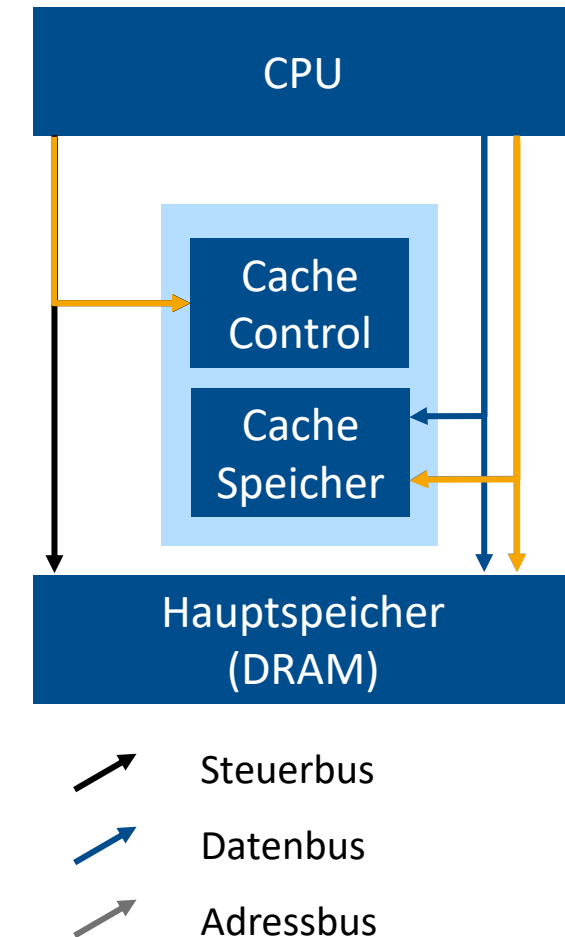 CPU
Cache
Control
Cache
Speicher
Hauptspeicher
(DRAM)
Steuerbus
Datenbus
Adressbus